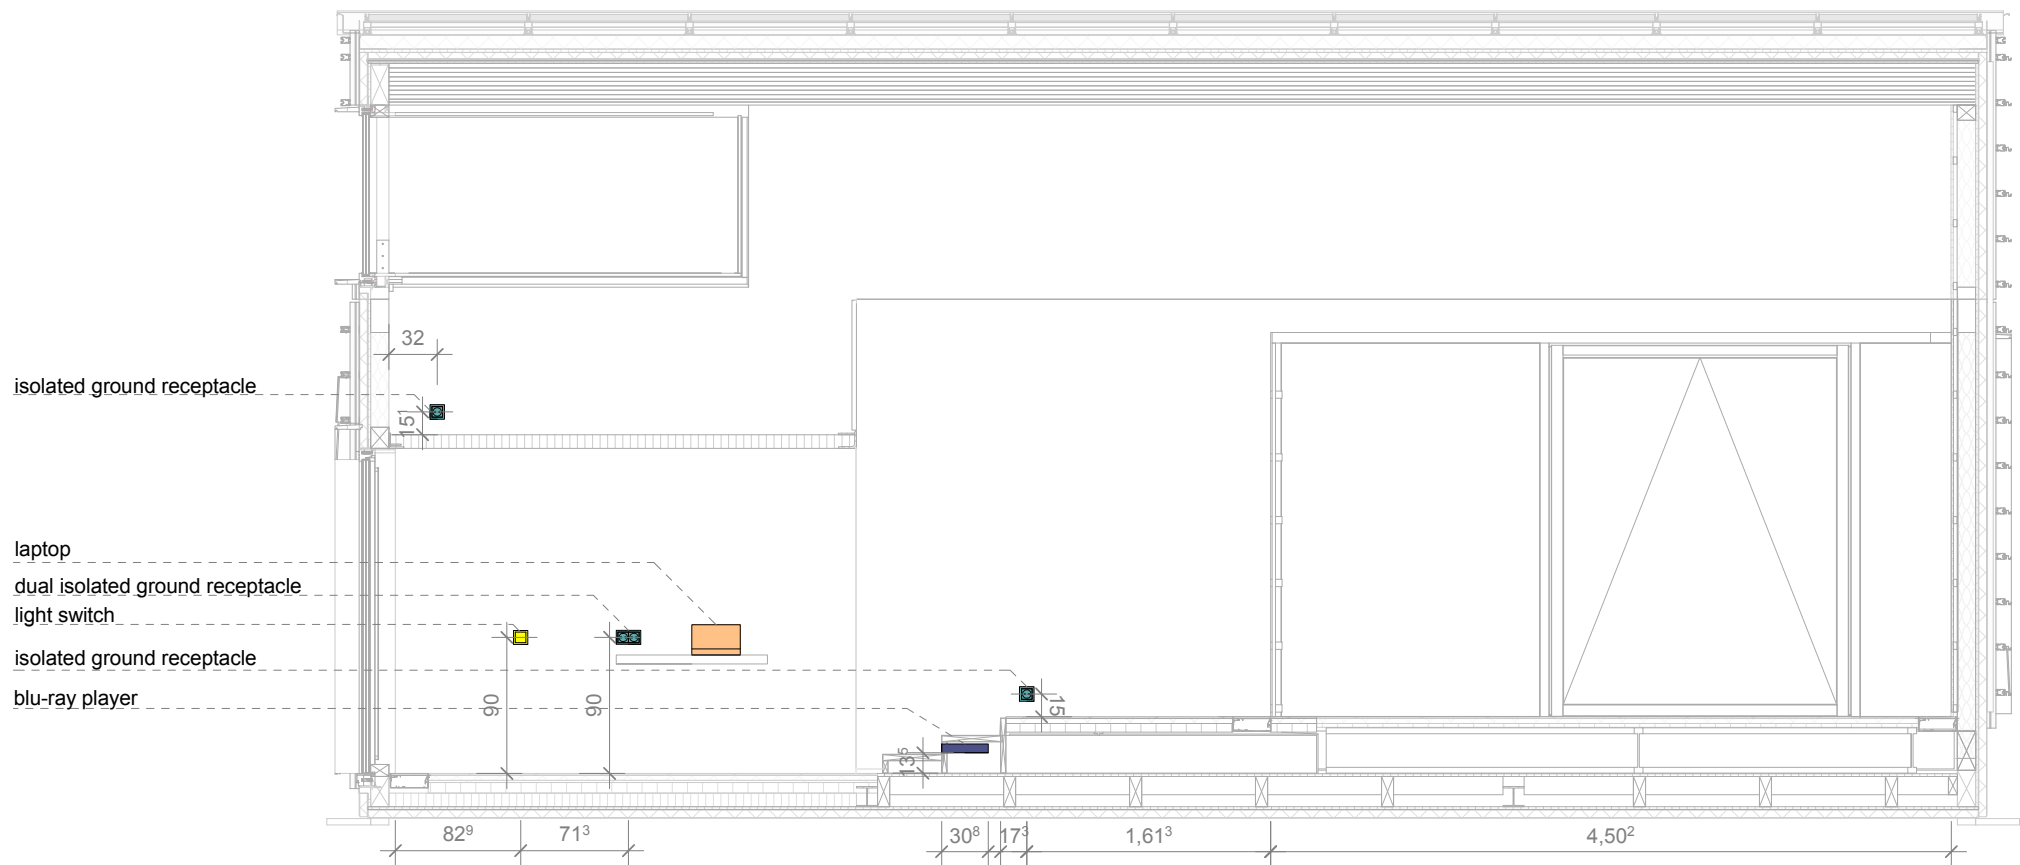 32
isolated ground receptacle
15¹
laptop
dual isolated ground receptacle
light switch
isolated ground receptacle
blu-ray player
90
90
15
13⁵
82⁹
71³
30⁸
17³
1,61³
4,50²